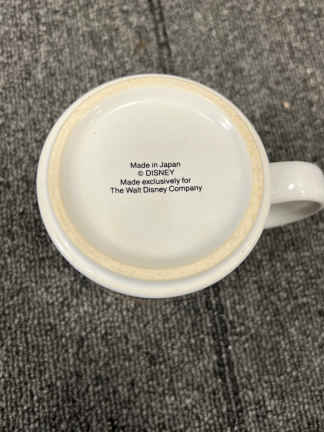 Made in Japan
© DISNEY
Made exclusively for
The Walt Disney Company